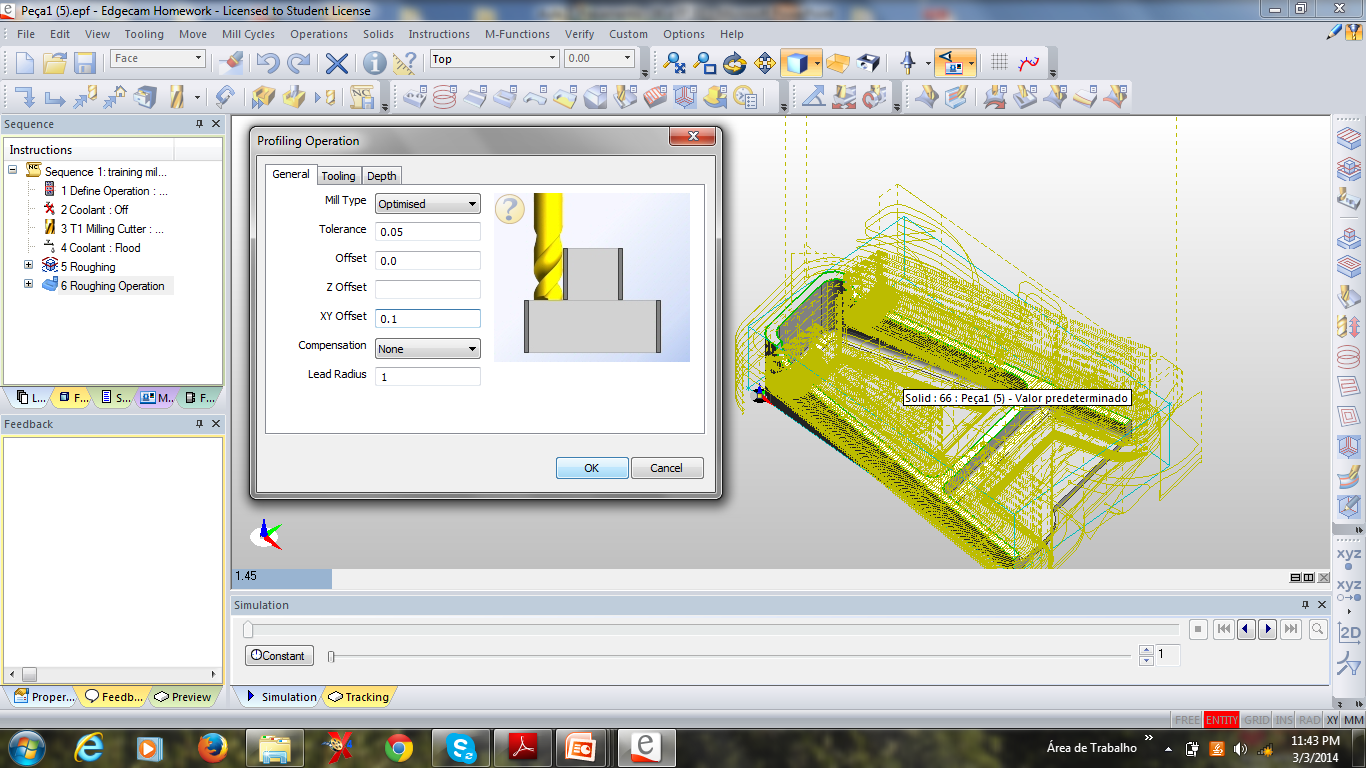 Peça1 (5).epf - Edgecam Homework - Licensed to Student License
File Edit View Tooling Move Mill Cycles Operations Solids Instructions M-Functions Verify Custom Options Help
Face Top 0.00
Sequence
Instructions
Sequence 1: training mil...
1 Define Operation : ...
2 Coolant : Off
3 T1 Milling Cutter : ...
4 Coolant : Flood
5 Roughing
6 Roughing Operation
L... F... S... M... F...
Feedback
Proper... Feedb... Preview
Profiling Operation
General Tooling Depth
Mill Type Optimised
Tolerance 0.05
Offset 0.0
Z Offset
XY Offset 0.1
Compensation None
Lead Radius 1
OK Cancel
Solid : 66 : Peça1 (5) - Valor predeterminado
1.45
Simulation
Constant 1
Simulation Tracking
xyz
xyz
2D
FREE ENTITY GRID INS RAD XY MM
Área de Trabalho
11:43 PM
3/3/2014